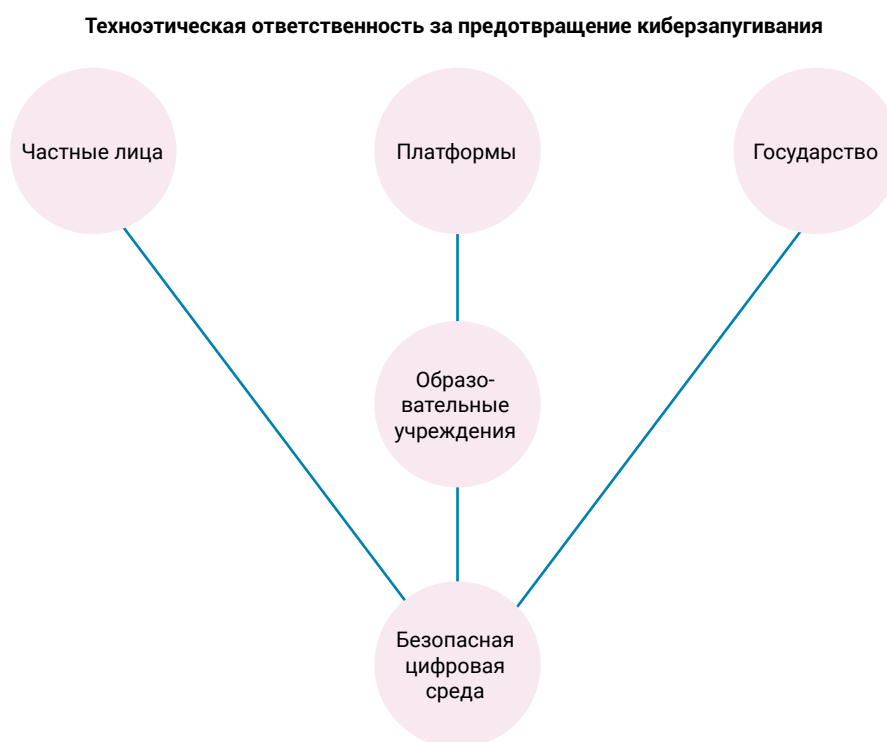 Техноэтическая ответственность за предотвращение киберзапугивания
Частные лица
Платформы
Государство
Образо-
вательные
учреждения
Безопасная
цифровая
среда